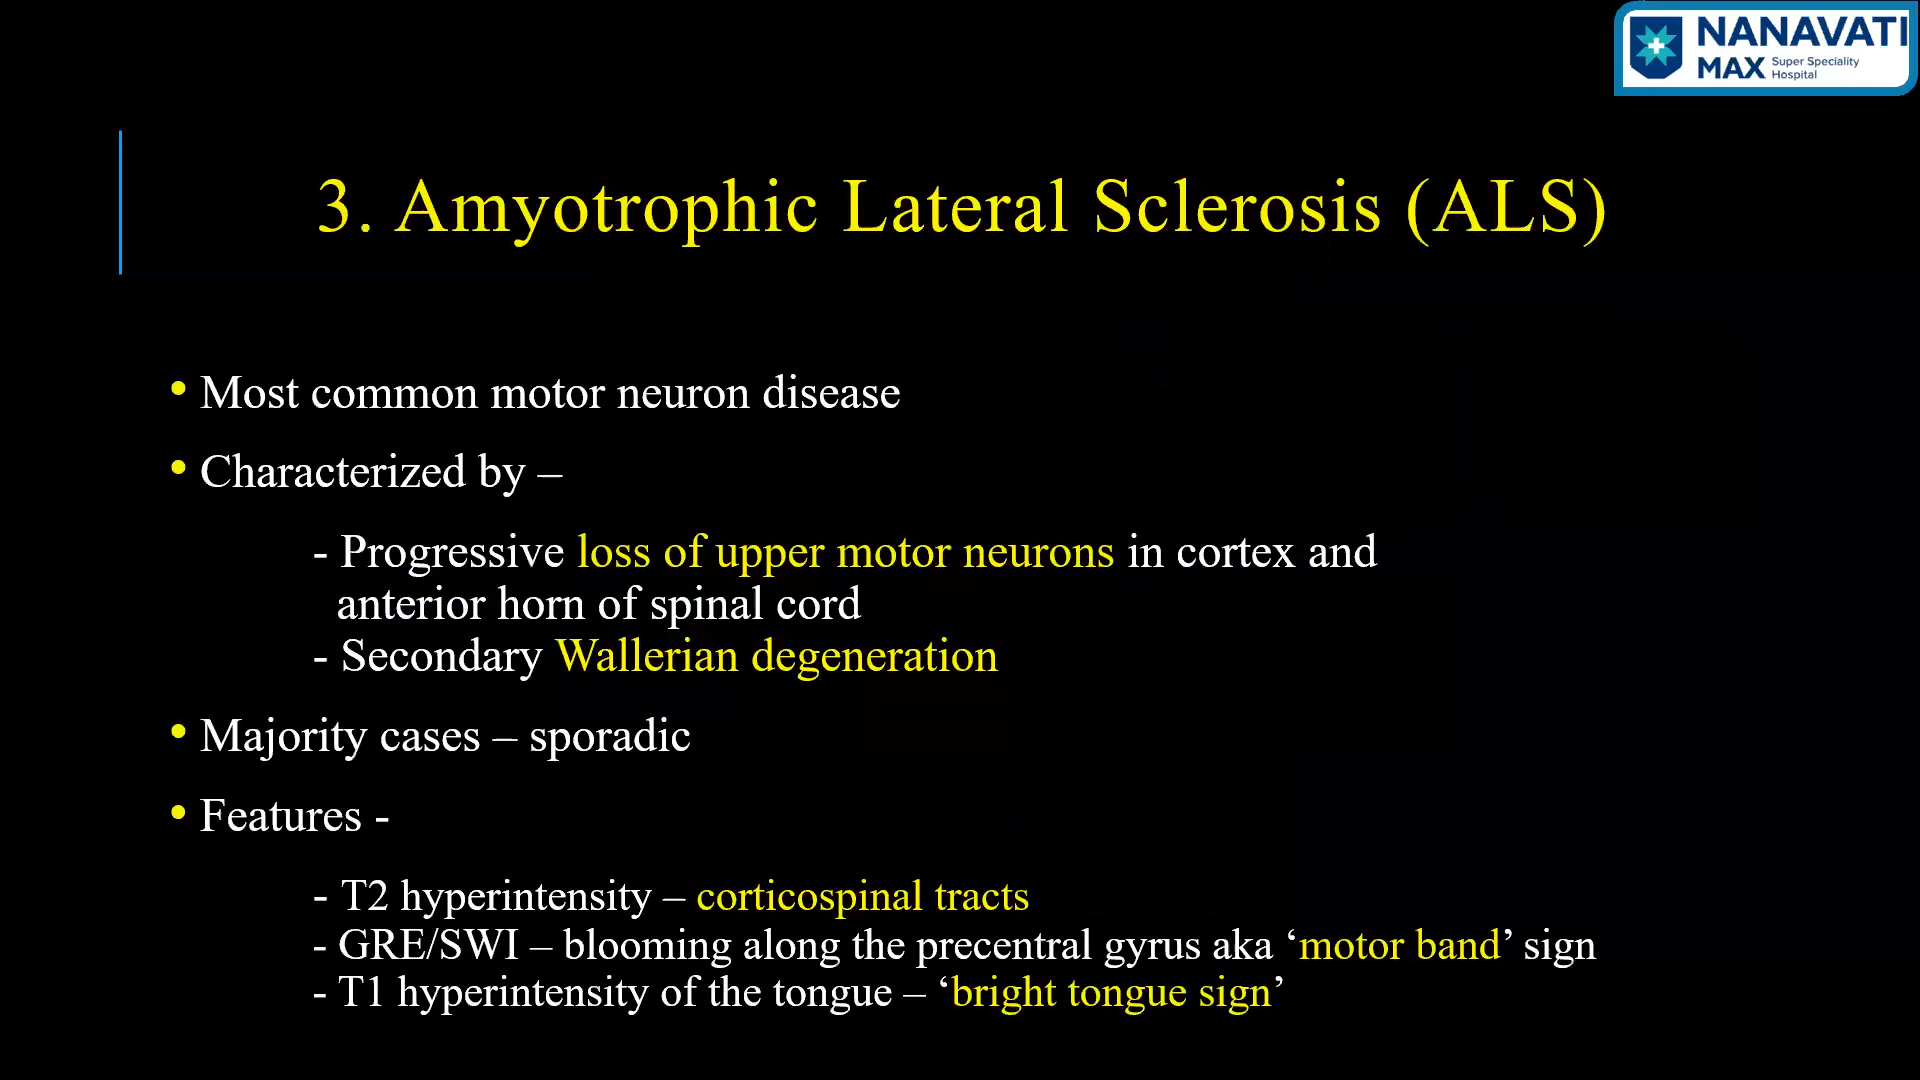 NANAVATI
MAX Super Speciality
Hospital
3. Amyotrophic Lateral Sclerosis (ALS)
• Most common motor neuron disease
• Characterized by –
- Progressive loss of upper motor neurons in cortex and
anterior horn of spinal cord
- Secondary Wallerian degeneration
• Majority cases – sporadic
• Features -
- T2 hyperintensity – corticospinal tracts
- GRE/SWI – blooming along the precentral gyrus aka ‘motor band’ sign
- T1 hyperintensity of the tongue – ‘bright tongue sign’